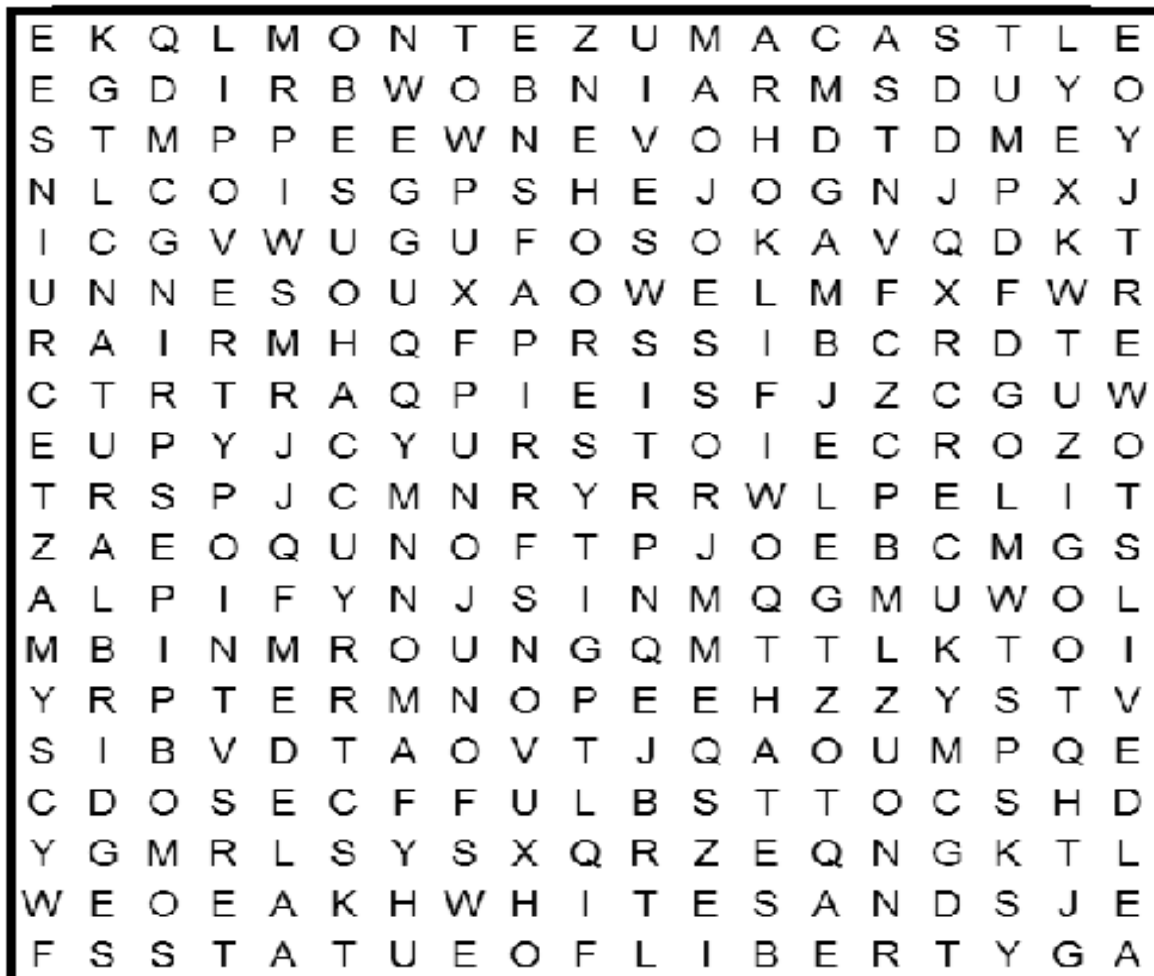 E K Q L M O N T E Z U M A C A S T L E
E G D I R B W O B N I A R M S D U Y O
S T M P P E E W N E V O H D T D M E Y
N L C O I S G P S H E J O G N J P X J
I C G V W U G U F O S O K A V Q D K T
U N N E S O U X A O W E L M F X F W R
R A I R M H Q F P R S S I B C R D T E
C T R T R A Q P I E I S F J Z C G U W
E U P Y J C Y U R S T O I E C R O Z O
T R S P J C M N R Y R R W L P E L I T
Z A E O Q U N O F T P J O E B C M G S
A L P I F Y N J S I N M Q G M U W O L
M B I N M R O U N G Q M T T L K T O I
Y R P T E R M N O P E E H Z Z Y S T V
S I B V D T A O V T J Q A O U M P Q E
C D O S E C F F U L B S T T O C S H D
Y G M R L S Y S X Q R Z E Q N G K T L
W E O E A K H W H I T E S A N D S J E
F S S T A T U E O F L I B E R T Y G A